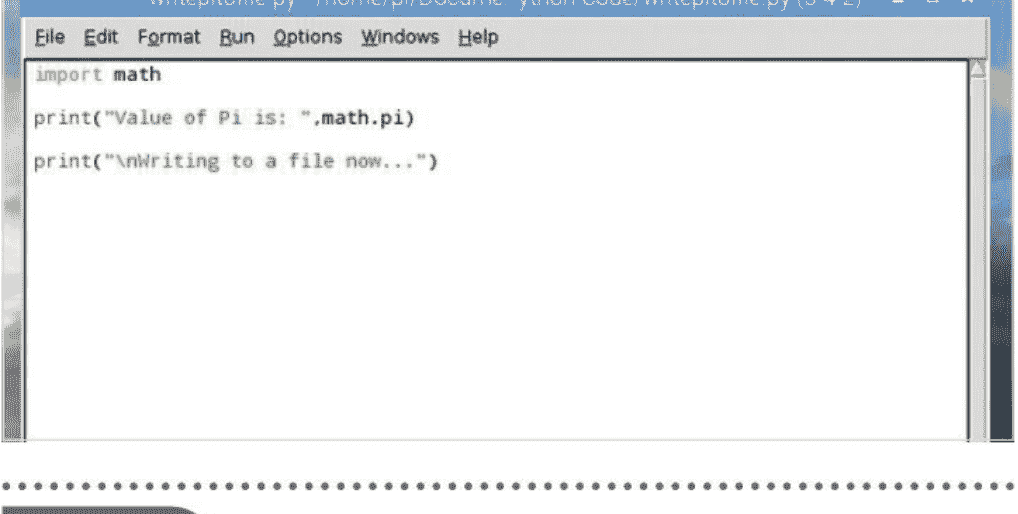 File Edit Format Run Options Windows Help
import math
print("Value of Pi is: ",math.pi)
print("\nWriting to a file now...")